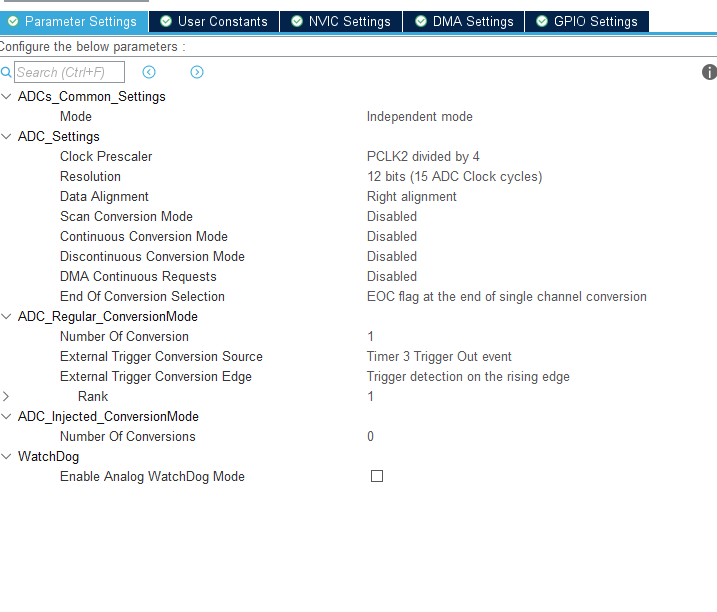 Parameter Settings User Constants NVIC Settings DMA Settings GPIO Settings
Configure the below parameters :
Search (Ctrl+F)
ADCs_Common_Settings
Mode Independent mode
ADC_Settings
Clock Prescaler PCLK2 divided by 4
Resolution 12 bits (15 ADC Clock cycles)
Data Alignment Right alignment
Scan Conversion Mode Disabled
Continuous Conversion Mode Disabled
Discontinuous Conversion Mode Disabled
DMA Continuous Requests Disabled
End Of Conversion Selection EOC flag at the end of single channel conversion
ADC_Regular_ConversionMode
Number Of Conversion 1
External Trigger Conversion Source Timer 3 Trigger Out event
External Trigger Conversion Edge Trigger detection on the rising edge
Rank 1
ADC_Injected_ConversionMode
Number Of Conversions 0
WatchDog
Enable Analog WatchDog Mode